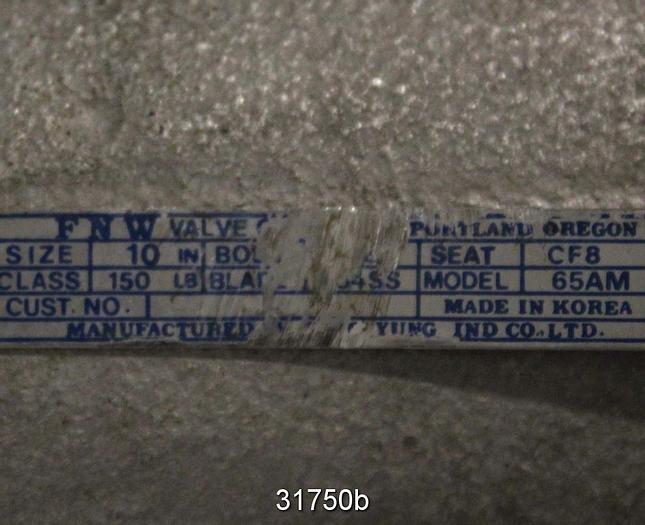 FNW VALVE PORTLAND OREGON
SIZE 10 IN SEAT CF8
CLASS 150 LB MODEL 65AM
CUST. NO. MADE IN KOREA
MANUFACTURED YUNG IND CO.,LTD.
31750b